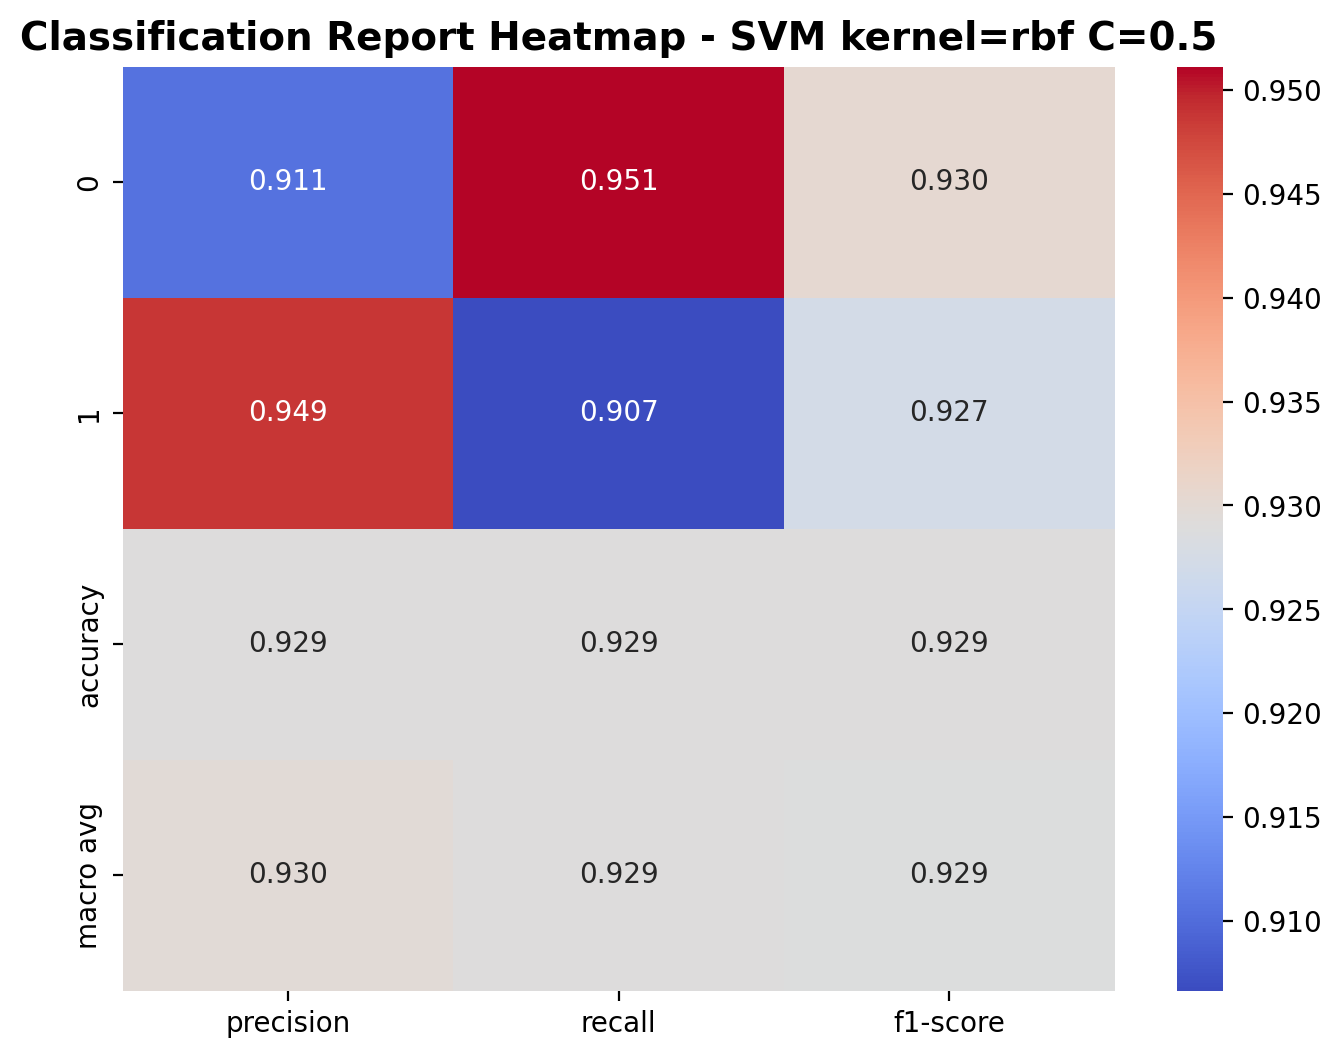 Classification Report Heatmap - SVM kernel=rbf C=0.5
0 0.911 0.951 0.930
1 0.949 0.907 0.927
accuracy 0.929 0.929 0.929
macro avg 0.930 0.929 0.929
precision recall f1-score
0.950
0.945
0.940
0.935
0.930
0.925
0.920
0.915
0.910